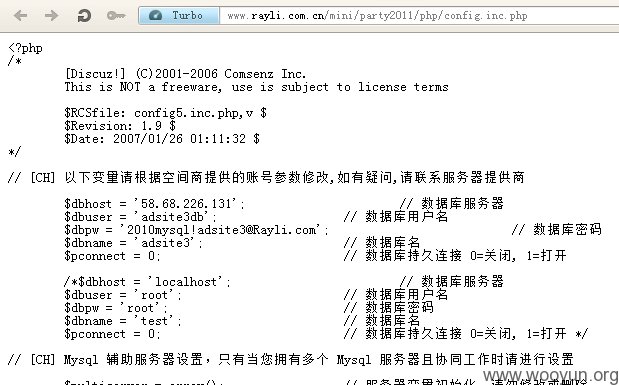 Turbo www.rayli.com.cn/mini/party2011/php/config.inc.php
<?php
/*
[Discuz!] (C)2001-2006 Comsenz Inc.
This is NOT a freeware, use is subject to license terms
$RCSfile: config5.inc.php,v $
$Revision: 1.9 $
$Date: 2007/01/26 01:11:32 $
*/
// [CH] 以下变量请根据空间商提供的账号参数修改,如有疑问,请联系服务器提供商
$dbhost = '58.68.226.131'; // 数据库服务器
$dbuser = 'adsite3db'; // 数据库用户名
$dbpw = '2010mysql!adsite3@Rayli.com'; // 数据库密码
$dbname = 'adsite3'; // 数据库名
$pconnect = 0; // 数据库持久连接 0=关闭, 1=打开
/*$dbhost = 'localhost'; // 数据库服务器
$dbuser = 'root'; // 数据库用户名
$dbpw = 'root'; // 数据库密码
$dbname = 'test'; // 数据库名
$pconnect = 0; // 数据库持久连接 0=关闭, 1=打开 */
// [CH] Mysql 辅助服务器设置，只有当您拥有多个 Mysql 服务器且协同工作时请进行设置
www.wooyun.org